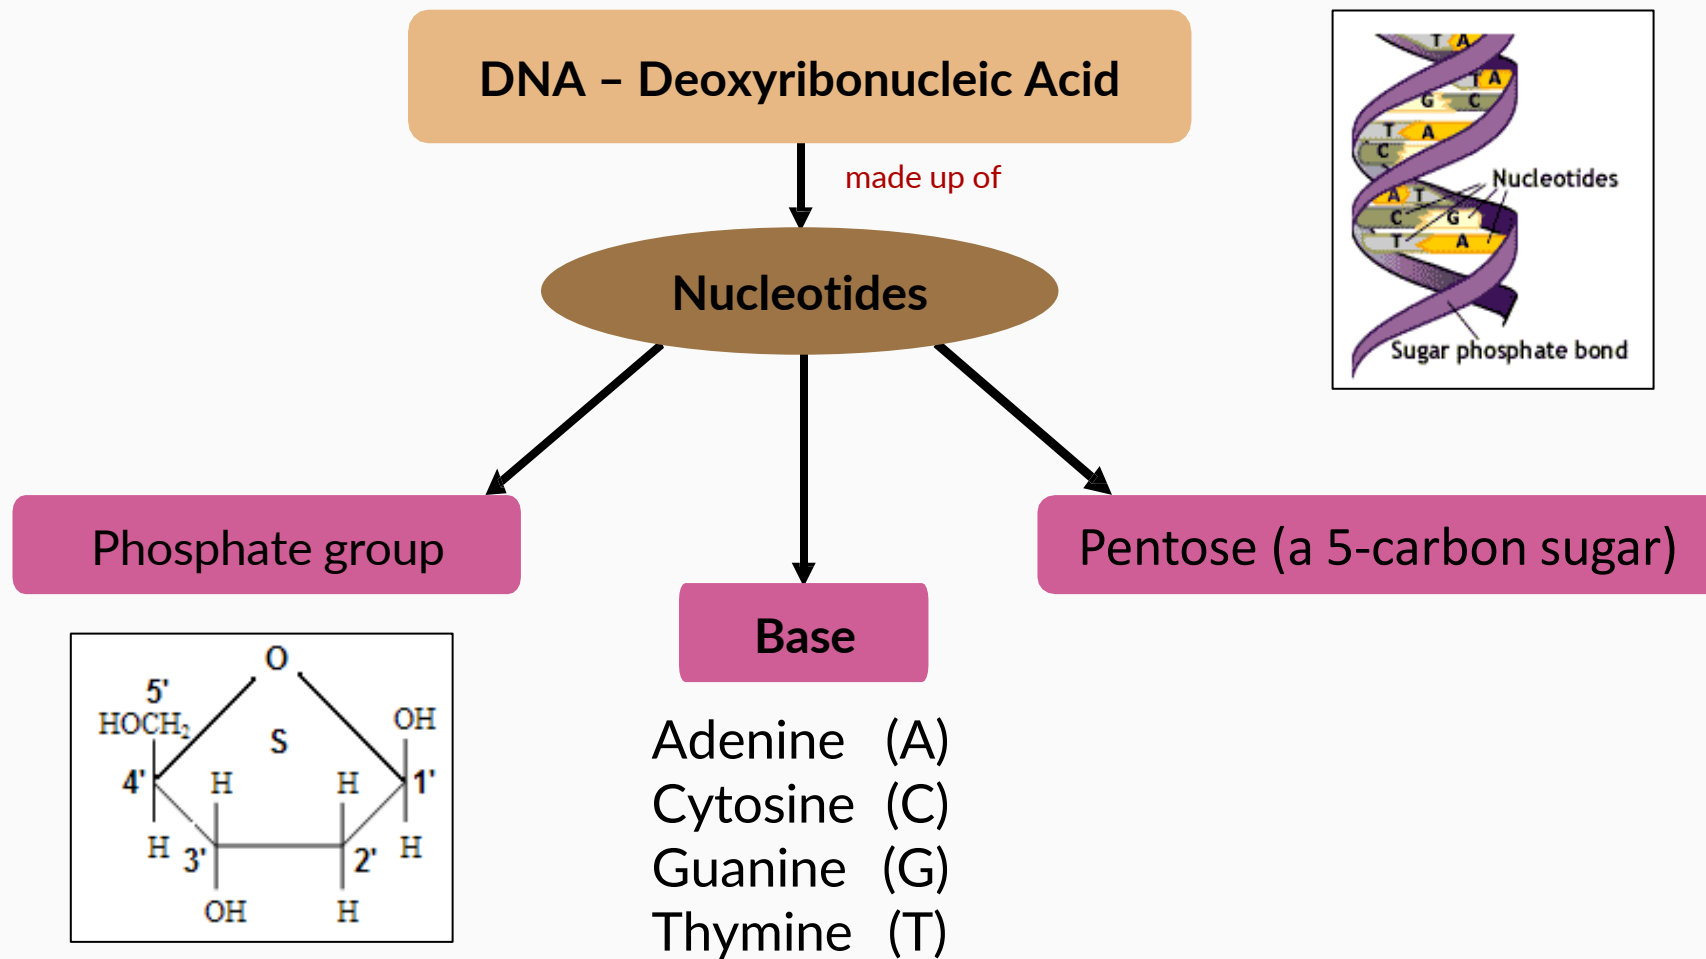 DNA – Deoxyribonucleic Acid
made up of
Nucleotides
T A
T A
G C
T A
C
A T
C G
T A
Nucleotides
Sugar phosphate bond
Phosphate group
Pentose (a 5-carbon sugar)
Base
Adenine (A)
Cytosine (C)
Guanine (G)
Thymine (T)
O
5'
HOCH₂
OH
S
4'
H
H
1'
H
3'
2'
H
OH
H